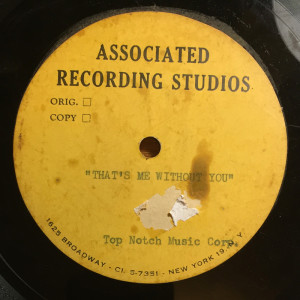 ASSOCIATED
RECORDING STUDIOS
ORIG.
COPY
"THAT'S ME WITHOUT YOU"
Top Notch Music Corp.
1625 BROADWAY - CI. 5-7351 - NEW YORK 19, N. Y.